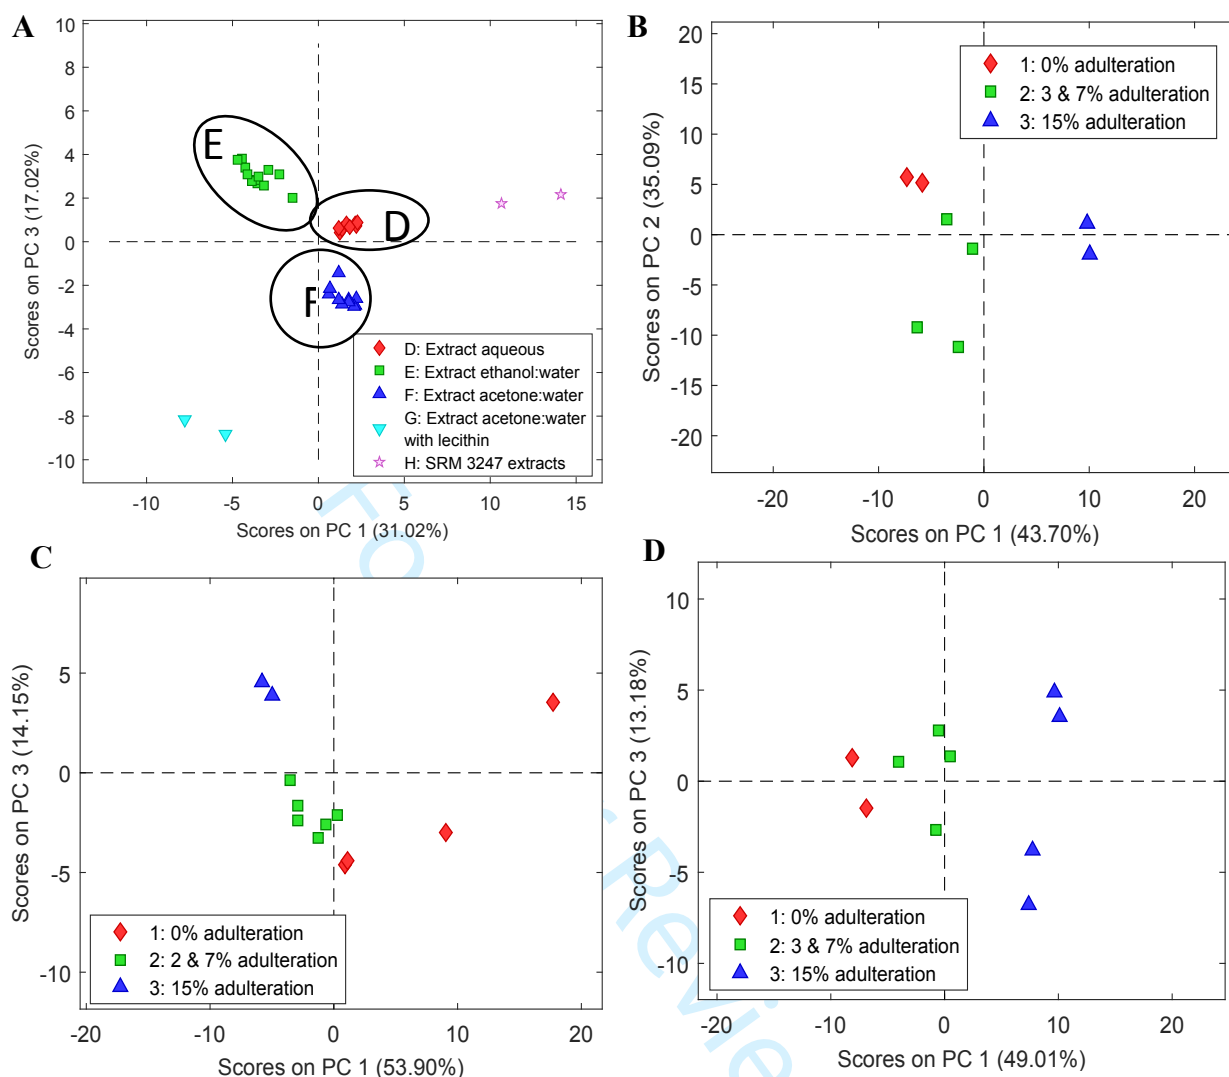 A
10
8
6
4
2
0
-2
-4
-6
-8
-10
Scores on PC 3 (17.02%)
E
D
F
D: Extract aqueous
E: Extract ethanol:water
F: Extract acetone:water
G: Extract acetone:water
with lecithin
H: SRM 3247 extracts
-10 -5 0 5 10 15
Scores on PC 1 (31.02%)
B
20
15
10
5
0
-5
-10
-15
-20
Scores on PC 2 (35.09%)
1: 0% adulteration
2: 3 & 7% adulteration
3: 15% adulteration
-20 -10 0 10 20
Scores on PC 1 (43.70%)
C
5
0
-5
-10
Scores on PC 3 (14.15%)
1: 0% adulteration
2: 2 & 7% adulteration
3: 15% adulteration
-20 -10 0 10 20
Scores on PC 1 (53.90%)
D
10
5
0
-5
-10
Scores on PC 3 (13.18%)
1: 0% adulteration
2: 3 & 7% adulteration
3: 15% adulteration
-20 -10 0 10 20
Scores on PC 1 (49.01%)